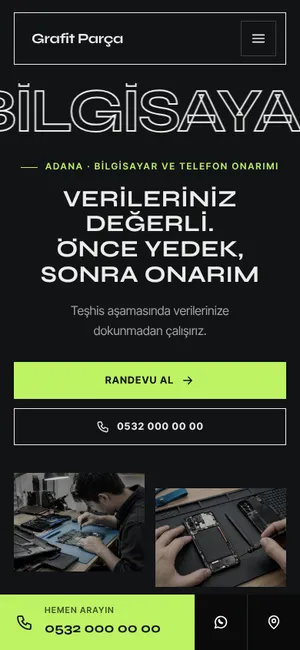 Grafit Parça
BİLGİSAYA
ADANA · BİLGİSAYAR VE TELEFON ONARIMI
VERİLERİNİZ
DEĞERLİ.
ÖNCE YEDEK,
SONRA ONARIM
Teşhis aşamasında verilerinize
dokunmadan çalışırız.
RANDEVU AL →
0532 000 00 00
HEMEN ARAYIN
0532 000 00 00